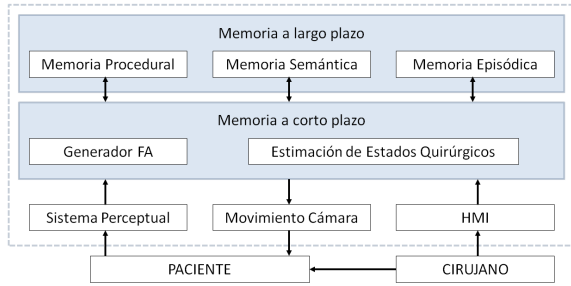 Memoria a largo plazo
Memoria Procedural
Memoria Semántica
Memoria Episódica
Memoria a corto plazo
Generador FA
Estimación de Estados Quirúrgicos
Sistema Perceptual
Movimiento Cámara
HMI
PACIENTE
CIRUJANO